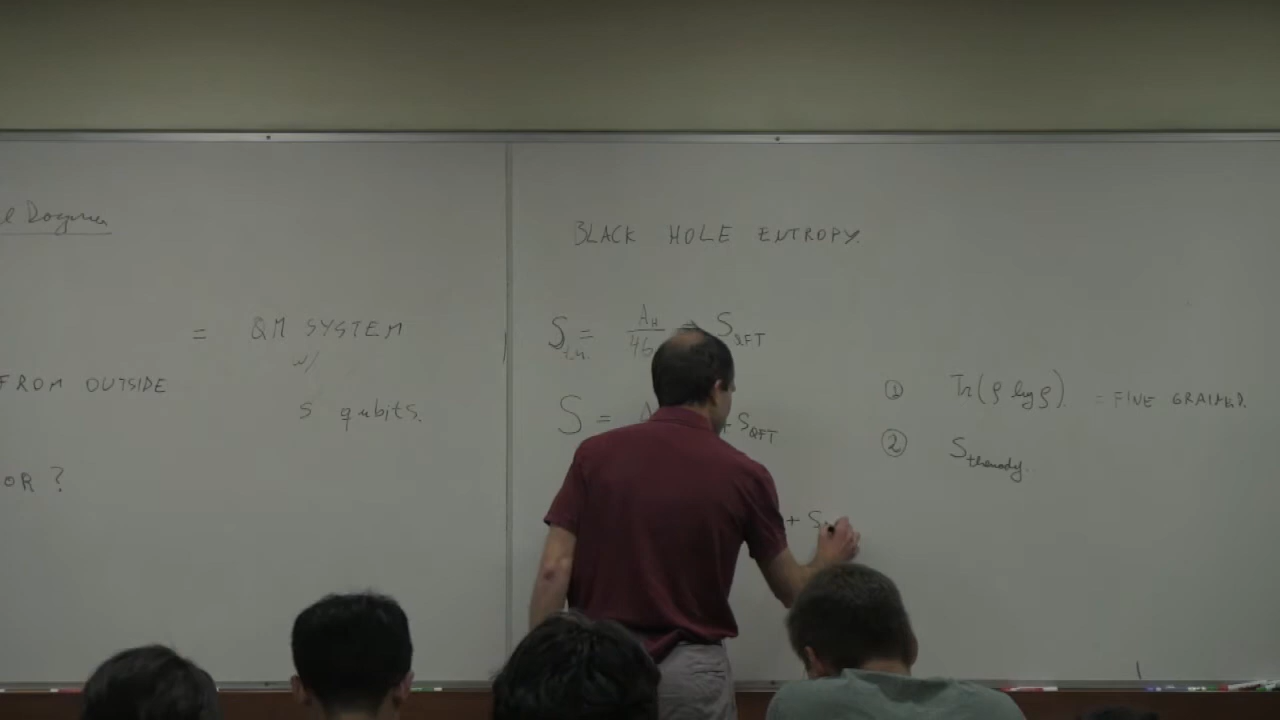 Dogma
= QM SYSTEM
w/
FROM OUTSIDE
S qubits.
OR ?
BLACK HOLE ENTROPY.
S = A_H/4G + S_QFT
S = + S_QFT
+ S
① Tr(ρ log ρ). = FINE GRAINED.
② S